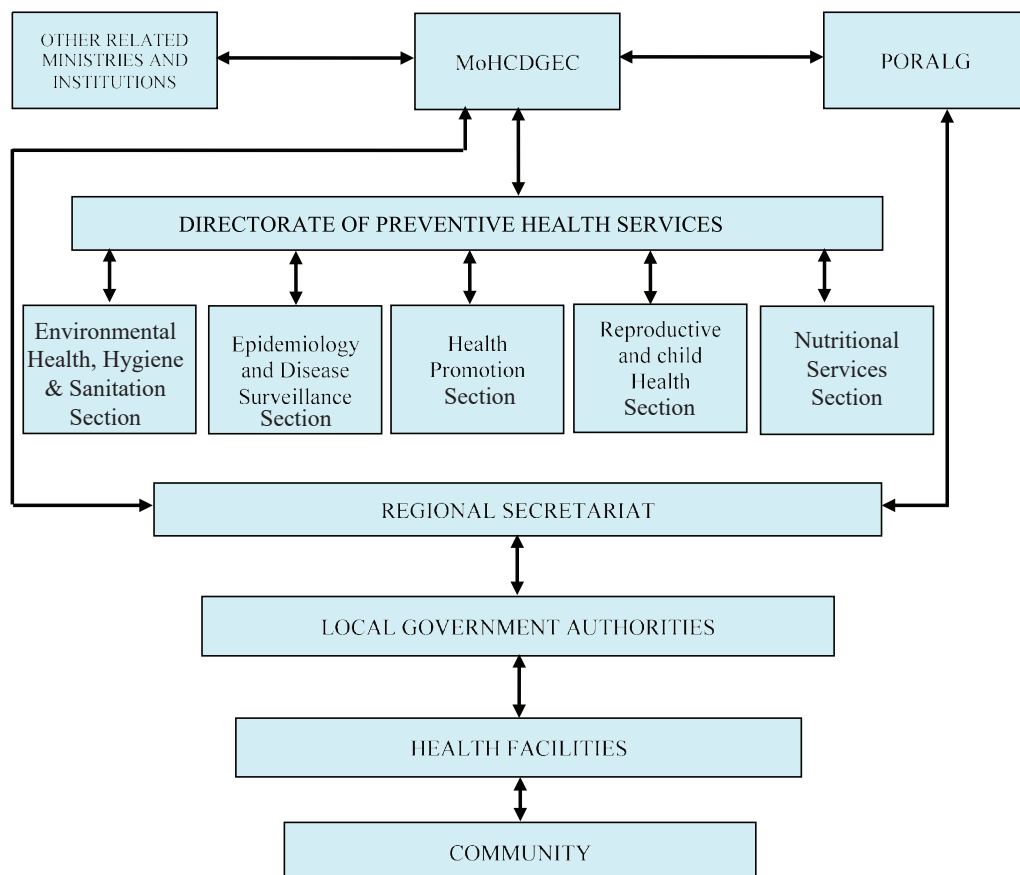 OTHER RELATED
MINISTRIES AND
INSTITUTIONS
MoHCDGEC
PORALG
DIRECTORATE OF PREVENTIVE HEALTH SERVICES
Environmental
Health, Hygiene
& Sanitation
Section
Epidemiology
and Disease
Surveillance
Section
Health
Promotion
Section
Reproductive
and child
Health
Section
Nutritional
Services
Section
REGIONAL SECRETARIAT
LOCAL GOVERNMENT AUTHORITIES
HEALTH FACILITIES
COMMUNITY